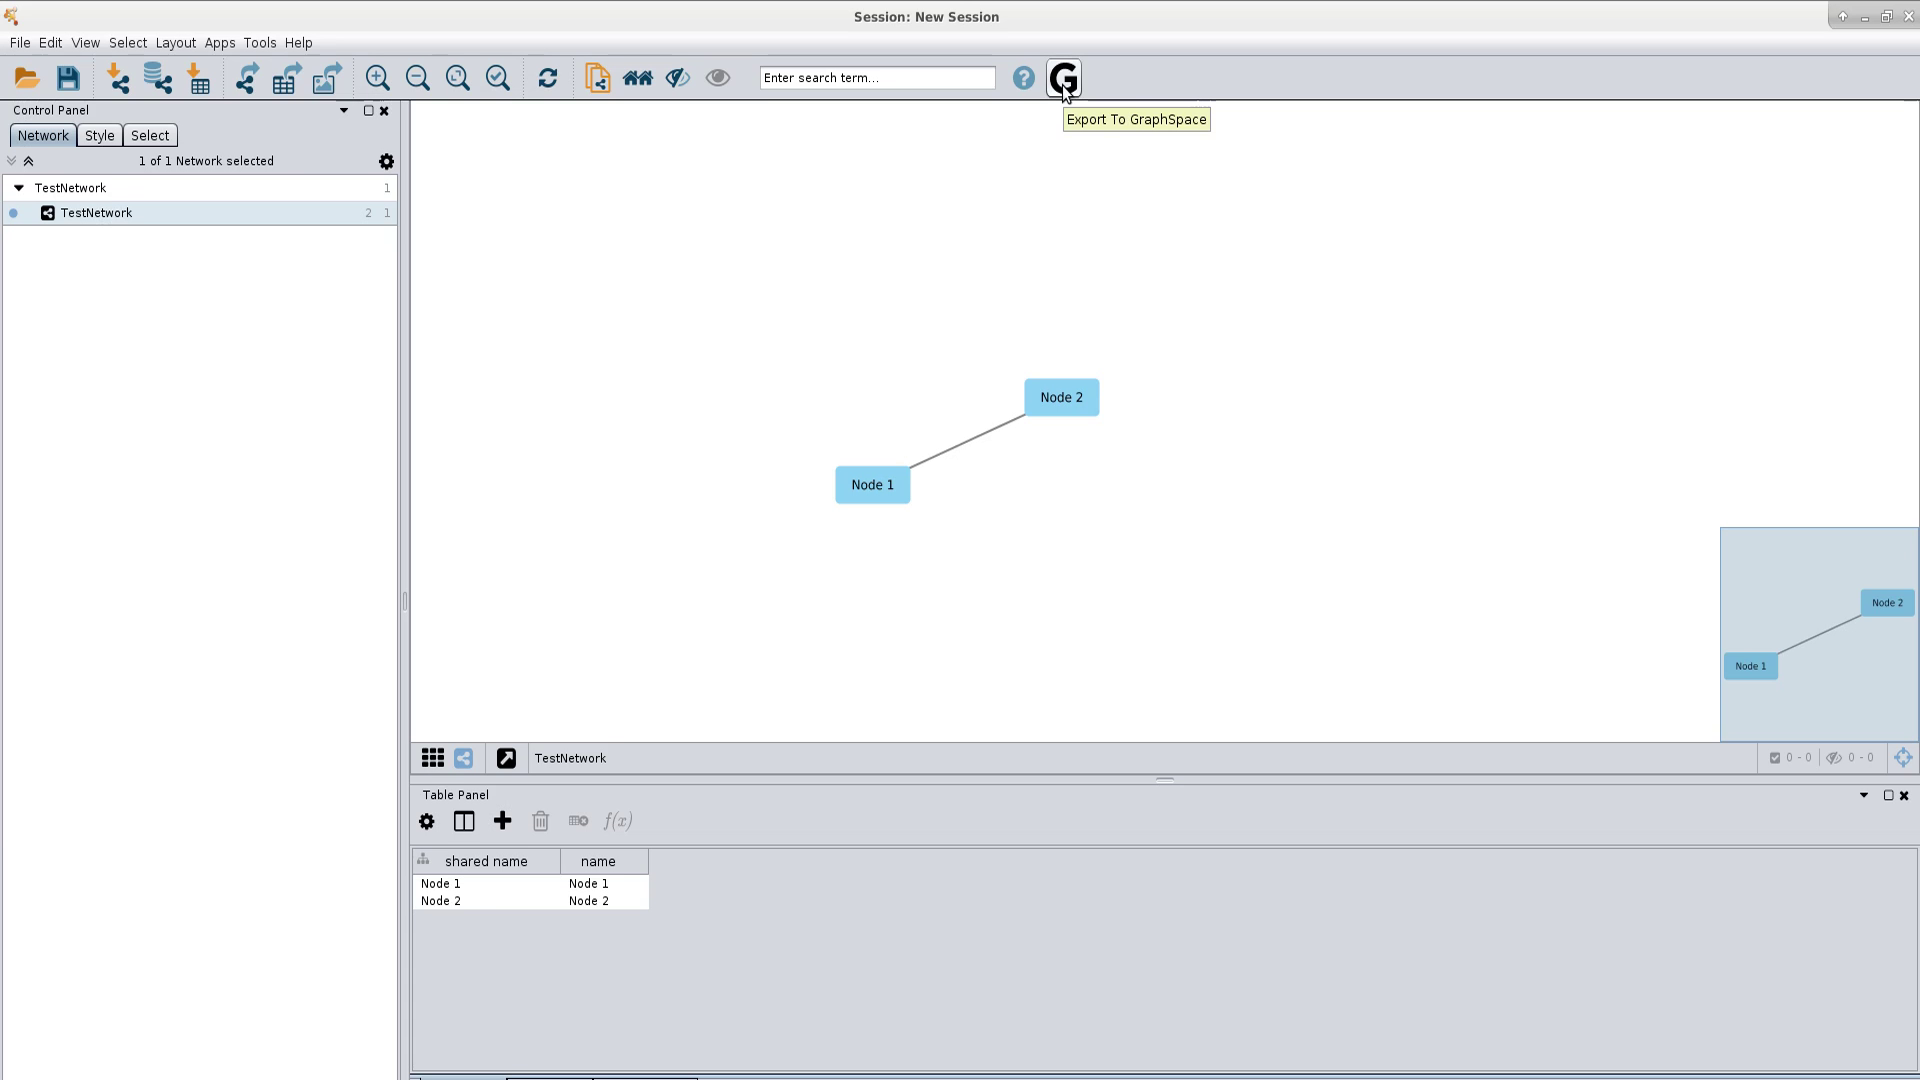 Session: New Session
File Edit View Select Layout Apps Tools Help
Enter search term...
? G
Export To GraphSpace
Control Panel
Network Style Select
1 of 1 Network selected
TestNetwork 1
TestNetwork 2 1
Node 2
Node 1
Node 2
Node 1
TestNetwork
0 - 0 0 - 0
Table Panel
f(x)
shared name name
Node 1 Node 1
Node 2 Node 2